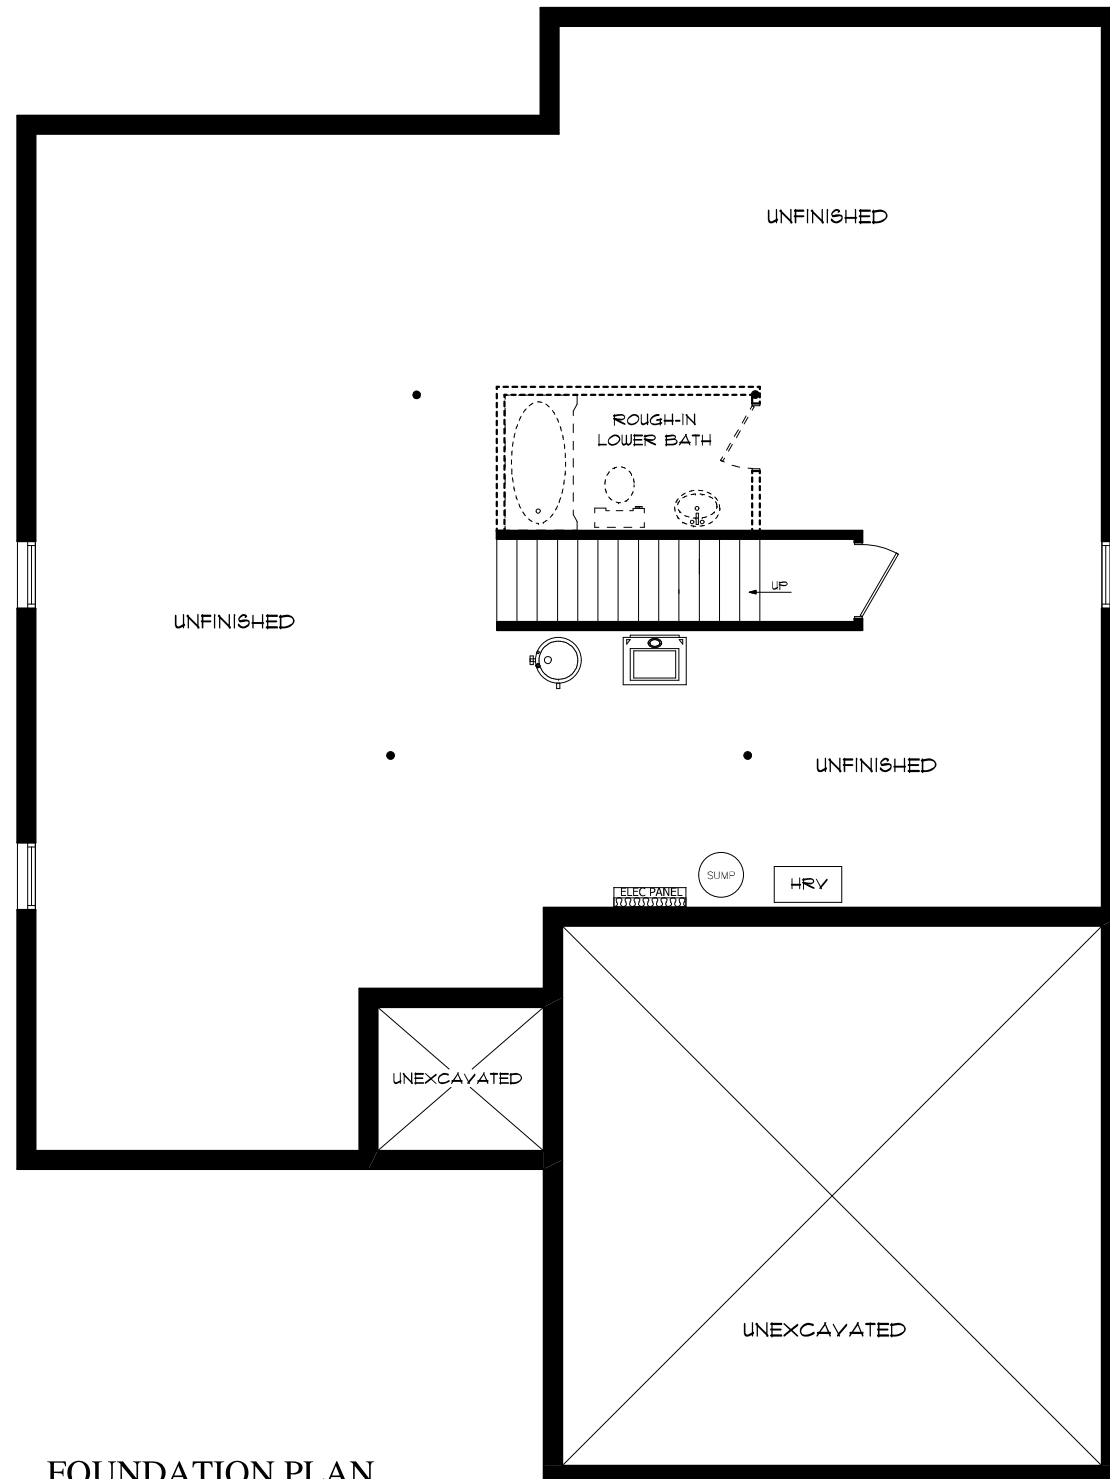 UNFINISHED
ROUGH-IN
LOWER BATH
UP
UNFINISHED
UNFINISHED
SUMP
HRV
ELEC PANEL
UNEXCAVATED
UNEXCAVATED
FOUNDATION PLAN